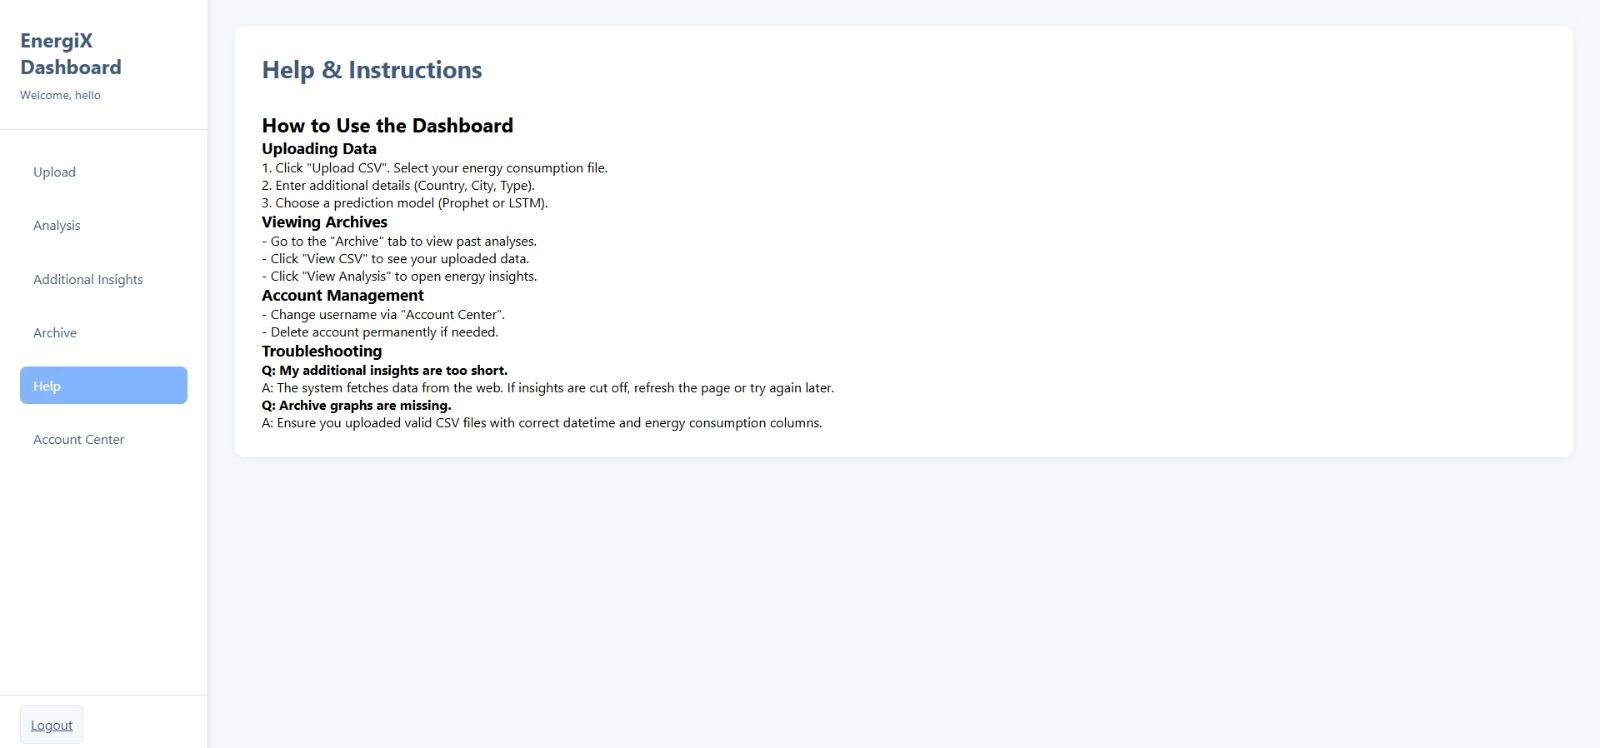 EnergiX
Dashboard
Welcome, hello
Upload
Analysis
Additional Insights
Archive
Help
Account Center
Logout
Help & Instructions
How to Use the Dashboard
Uploading Data
1. Click "Upload CSV". Select your energy consumption file.
2. Enter additional details (Country, City, Type).
3. Choose a prediction model (Prophet or LSTM).
Viewing Archives
- Go to the "Archive" tab to view past analyses.
- Click "View CSV" to see your uploaded data.
- Click "View Analysis" to open energy insights.
Account Management
- Change username via "Account Center".
- Delete account permanently if needed.
Troubleshooting
Q: My additional insights are too short.
A: The system fetches data from the web. If insights are cut off, refresh the page or try again later.
Q: Archive graphs are missing.
A: Ensure you uploaded valid CSV files with correct datetime and energy consumption columns.